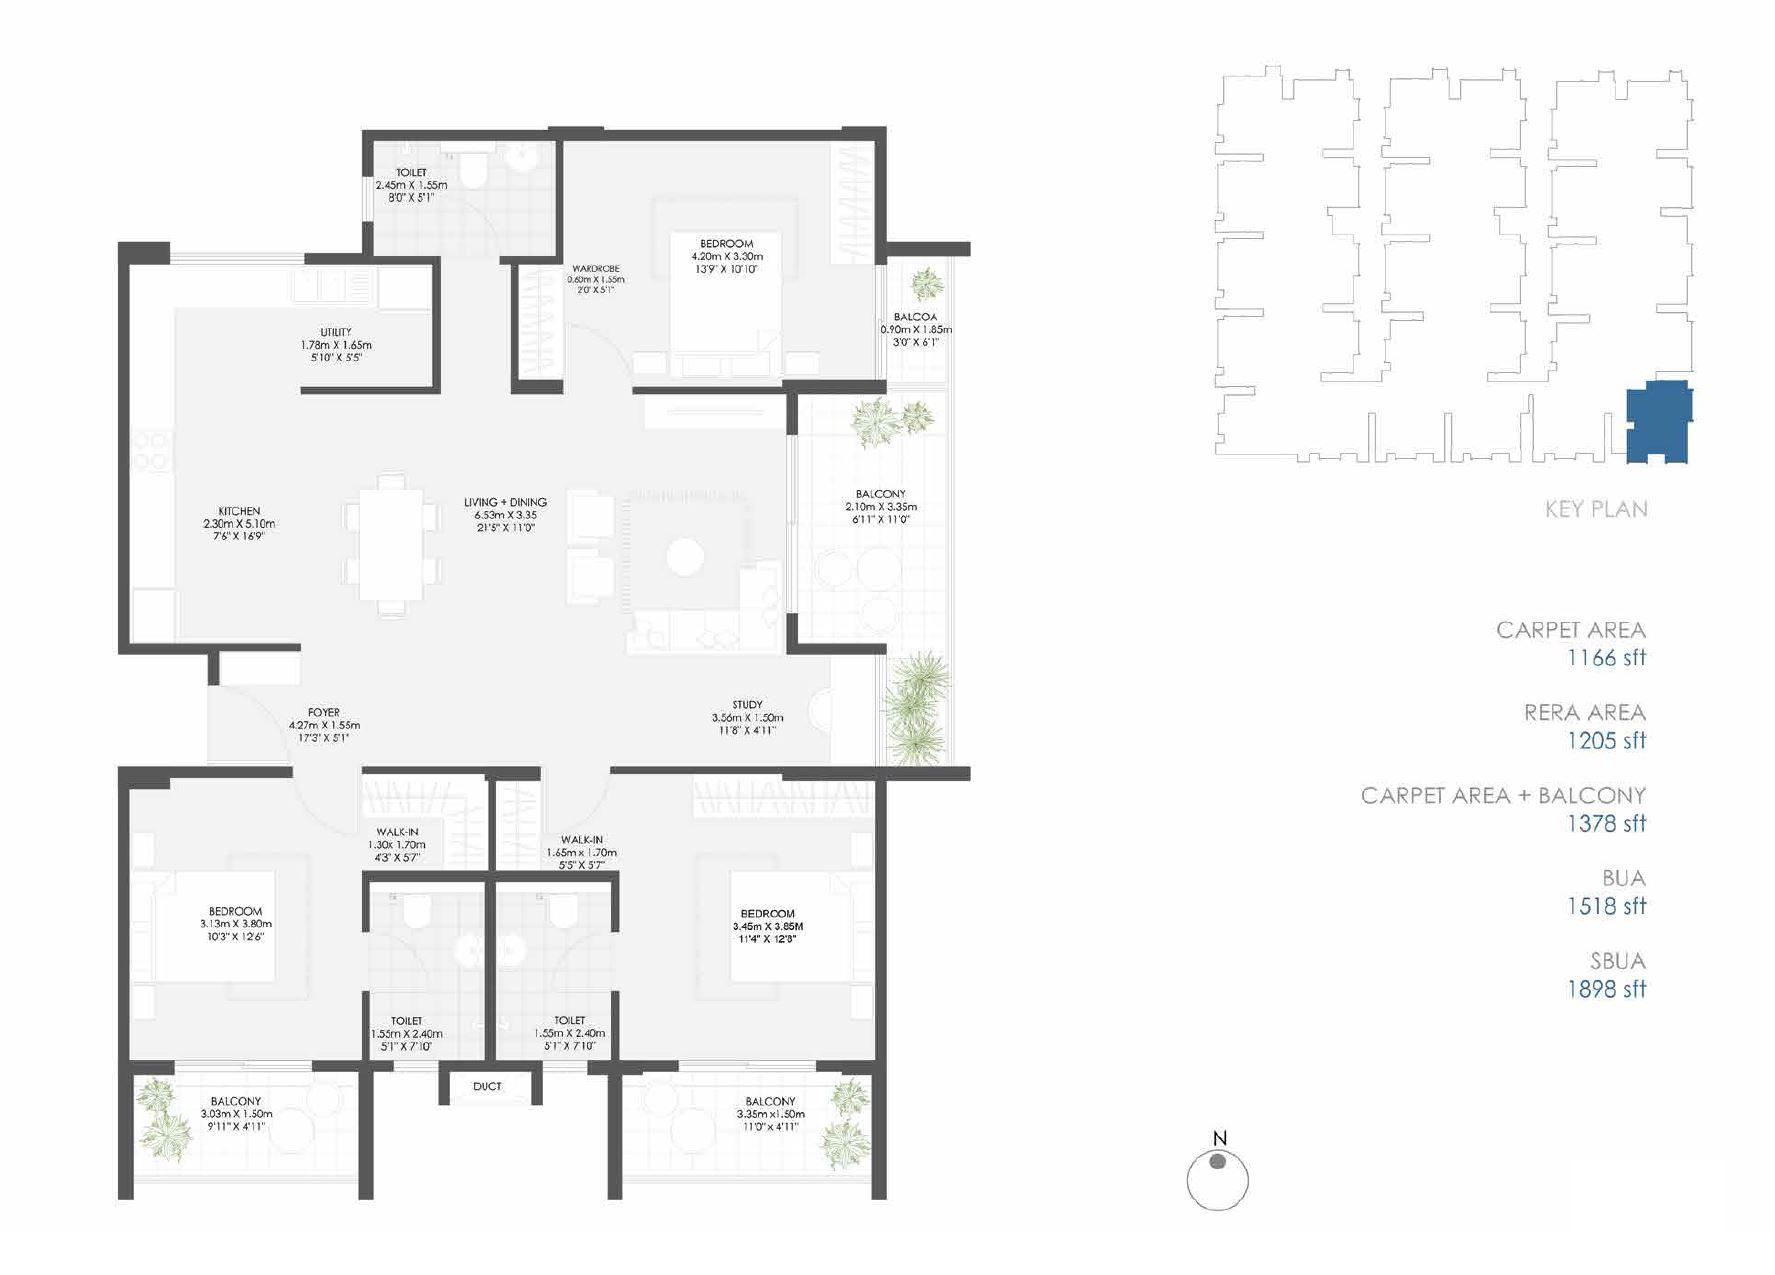 TOILET
2.45m X 1.55m
8'0" X 5'1"
BEDROOM
4.20m X 3.30m
13'9" X 10'10"
WARDROBE
0.60m X 1.55m
2'0" X 5'1"
BALCOA
0.90m X 1.85m
3'0" X 6'1"
UTILITY
1.78m X 1.65m
5'10" X 5'5"
KITCHEN
2.30m X 5.10m
7'6" X 16'9"
LIVING + DINING
6.53m X 3.35
21'5" X 11'0"
BALCONY
2.10m X 3.35m
6'11" X 11'0"
FOYER
4.27m X 1.55m
17'3" X 5'1"
STUDY
3.56m X 1.50m
11'8" X 4'11"
WALK-IN
1.30x 1.70m
4'3" X 5'7"
WALK-IN
1.65m x 1.70m
5'5" X 5'7"
BEDROOM
3.13m X 3.80m
10'3" X 12'6"
BEDROOM
3.45m X 3.85M
11'4" X 12'8"
TOILET
1.55m X 2.40m
5'1" X 7'10"
TOILET
1.55m X 2.40m
5'1" X 7'10"
DUCT
BALCONY
3.03m X 1.50m
9'11" X 4'11"
BALCONY
3.35m x1.50m
11'0" x 4'11"
KEY PLAN
CARPET AREA
1166 sft
RERA AREA
1205 sft
CARPET AREA + BALCONY
1378 sft
BUA
1518 sft
SBUA
1898 sft
N